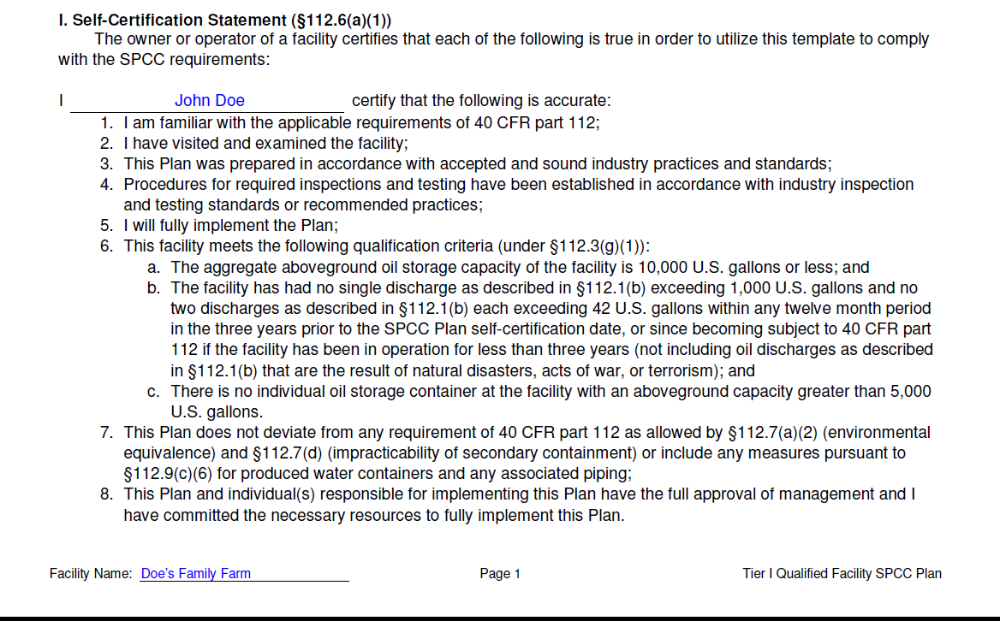 I. Self-Certification Statement (§112.6(a)(1))
The owner or operator of a facility certifies that each of the following is true in order to utilize this template to comply
with the SPCC requirements:
I John Doe certify that the following is accurate:
1. I am familiar with the applicable requirements of 40 CFR part 112;
2. I have visited and examined the facility;
3. This Plan was prepared in accordance with accepted and sound industry practices and standards;
4. Procedures for required inspections and testing have been established in accordance with industry inspection
and testing standards or recommended practices;
5. I will fully implement the Plan;
6. This facility meets the following qualification criteria (under §112.3(g)(1)):
a. The aggregate aboveground oil storage capacity of the facility is 10,000 U.S. gallons or less; and
b. The facility has had no single discharge as described in §112.1(b) exceeding 1,000 U.S. gallons and no
two discharges as described in §112.1(b) each exceeding 42 U.S. gallons within any twelve month period
in the three years prior to the SPCC Plan self-certification date, or since becoming subject to 40 CFR part
112 if the facility has been in operation for less than three years (not including oil discharges as described
in §112.1(b) that are the result of natural disasters, acts of war, or terrorism); and
c. There is no individual oil storage container at the facility with an aboveground capacity greater than 5,000
U.S. gallons.
7. This Plan does not deviate from any requirement of 40 CFR part 112 as allowed by §112.7(a)(2) (environmental
equivalence) and §112.7(d) (impracticability of secondary containment) or include any measures pursuant to
§112.9(c)(6) for produced water containers and any associated piping;
8. This Plan and individual(s) responsible for implementing this Plan have the full approval of management and I
have committed the necessary resources to fully implement this Plan.
Facility Name: Doe's Family Farm Page 1 Tier I Qualified Facility SPCC Plan